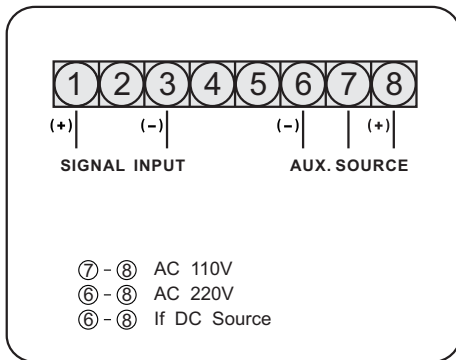 ① ② ③ ④ ⑤ ⑥ ⑦ ⑧
(+) (-) (-) (+)
SIGNAL INPUT AUX. SOURCE
⑦ - ⑧ AC 110V
⑥ - ⑧ AC 220V
⑥ - ⑧ If DC Source